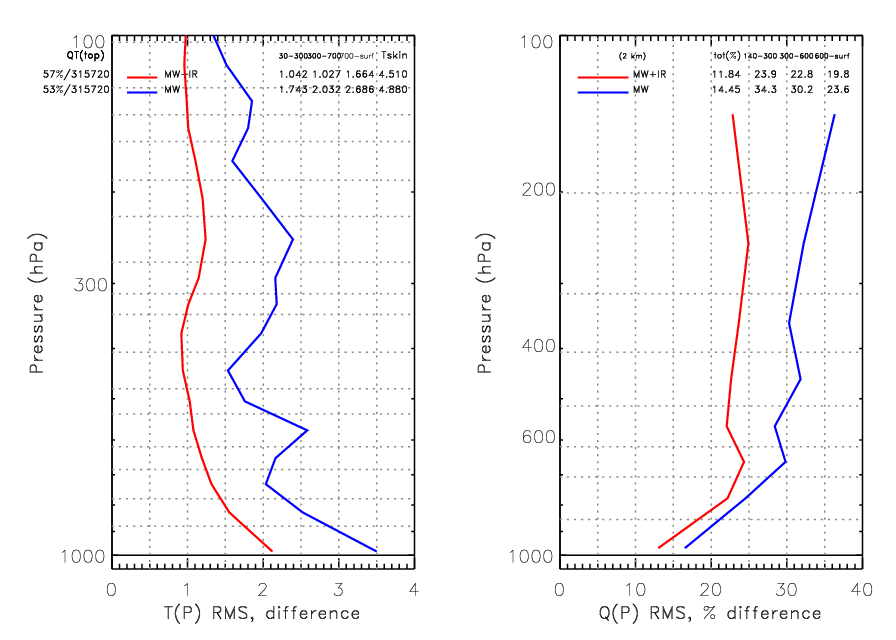 QT(top) 30-300 300-700 700-surf Tskin
57%/315720 MW+IR 1.042 1.027 1.664 4.510
53%/315720 MW 1.743 2.032 2.686 4.880
100
300
1000
Pressure (hPa)
0 1 2 3 4
T(P) RMS, difference
(2 km) tot(%) 140-300 300-600 600-surf
MW+IR 11.84 23.9 22.8 19.8
MW 14.45 34.3 30.2 23.6
100
200
400
600
1000
Pressure (hPa)
0 10 20 30 40
Q(P) RMS, % difference